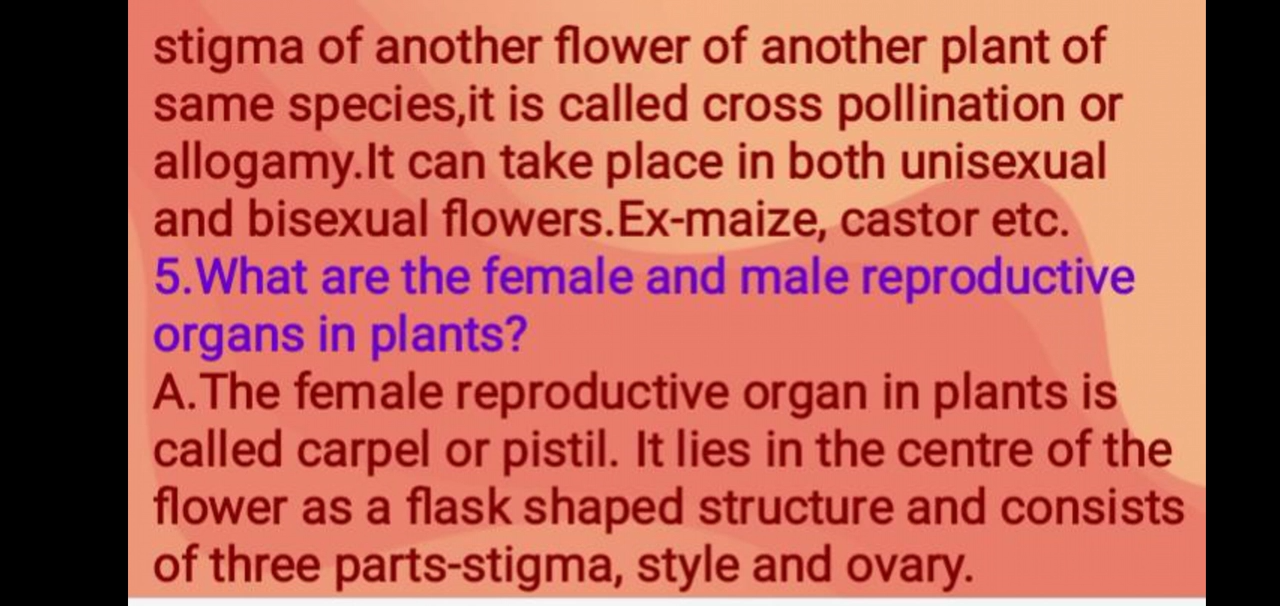 stigma of another flower of another plant of
same species,it is called cross pollination or
allogamy.It can take place in both unisexual
and bisexual flowers.Ex-maize, castor etc.
5.What are the female and male reproductive
organs in plants?
A.The female reproductive organ in plants is
called carpel or pistil. It lies in the centre of the
flower as a flask shaped structure and consists
of three parts-stigma, style and ovary.